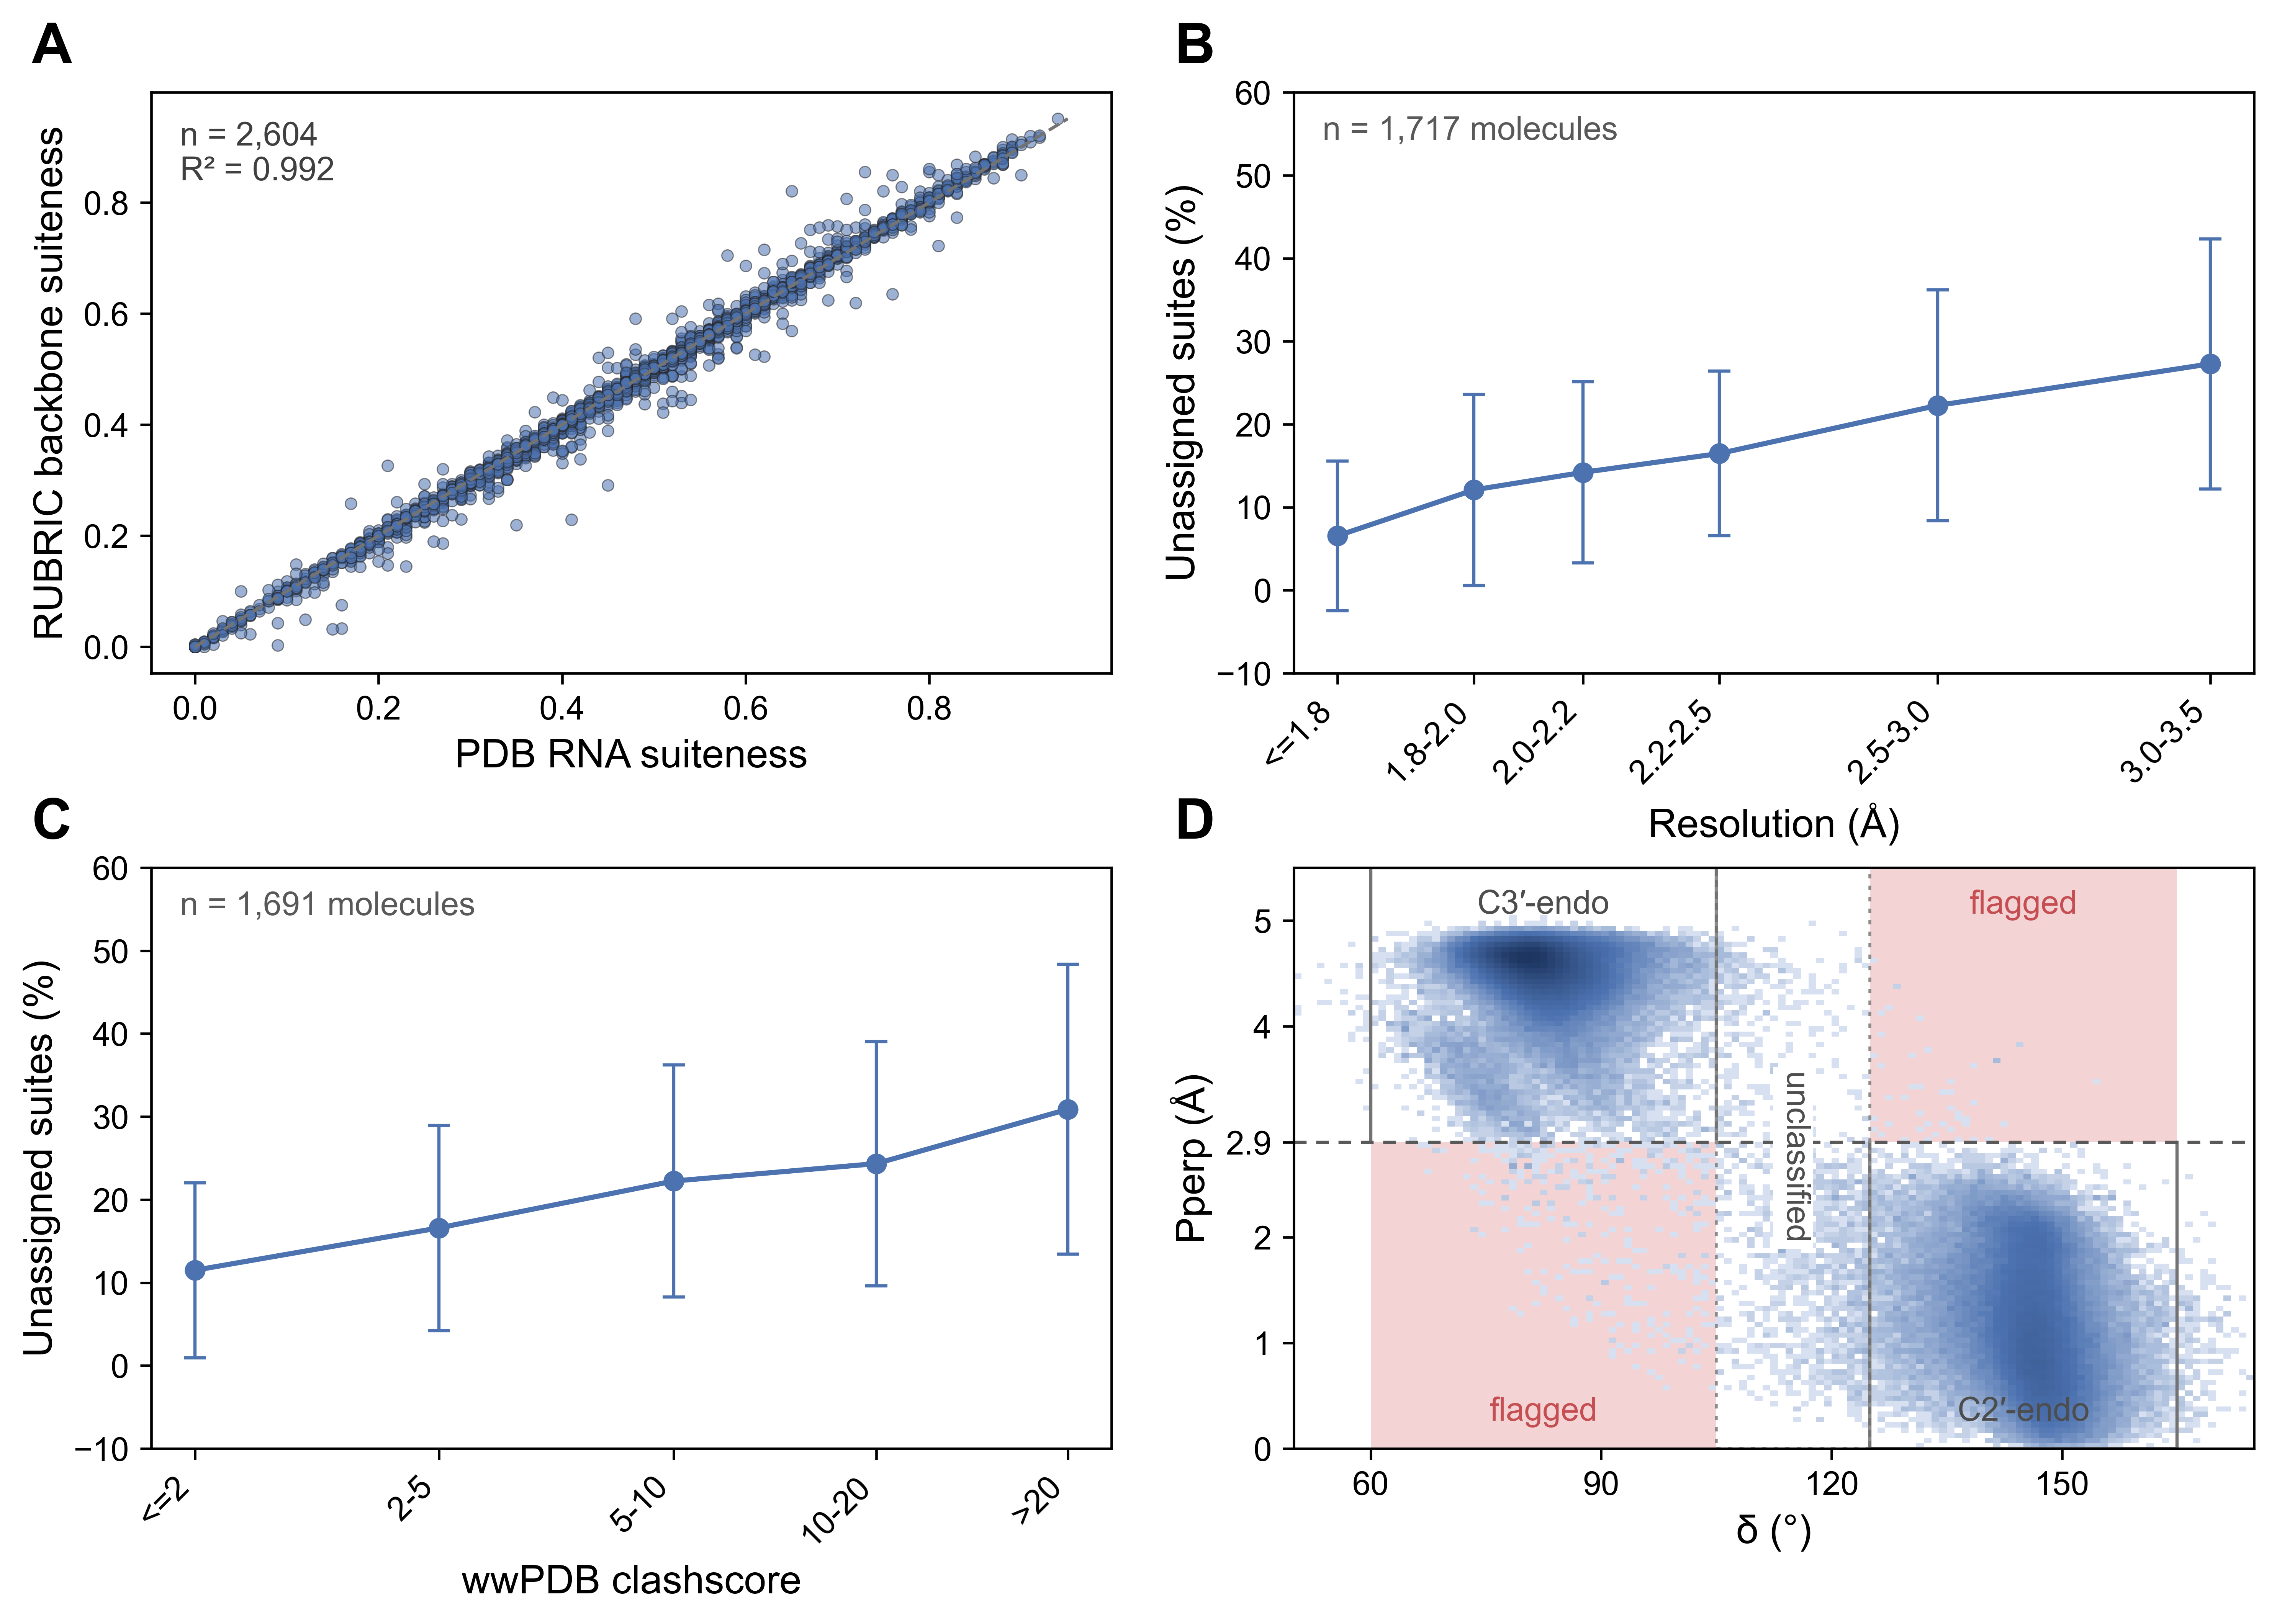 A
n = 2,604
R² = 0.992
RUBRIC backbone suiteness
0.8
0.6
0.4
0.2
0.0
0.0 0.2 0.4 0.6 0.8
PDB RNA suiteness
B
n = 1,717 molecules
Unassigned suites (%)
60
50
40
30
20
10
0
−10
<=1.8 1.8-2.0 2.0-2.2 2.2-2.5 2.5-3.0 3.0-3.5
Resolution (Å)
C
n = 1,691 molecules
Unassigned suites (%)
60
50
40
30
20
10
0
−10
<=2 2-5 5-10 10-20 >20
wwPDB clashscore
D
C3′-endo
flagged
unclassified
flagged
C2′-endo
Pperp (Å)
5
4
2.9
2
1
0
60 90 120 150
δ (°)